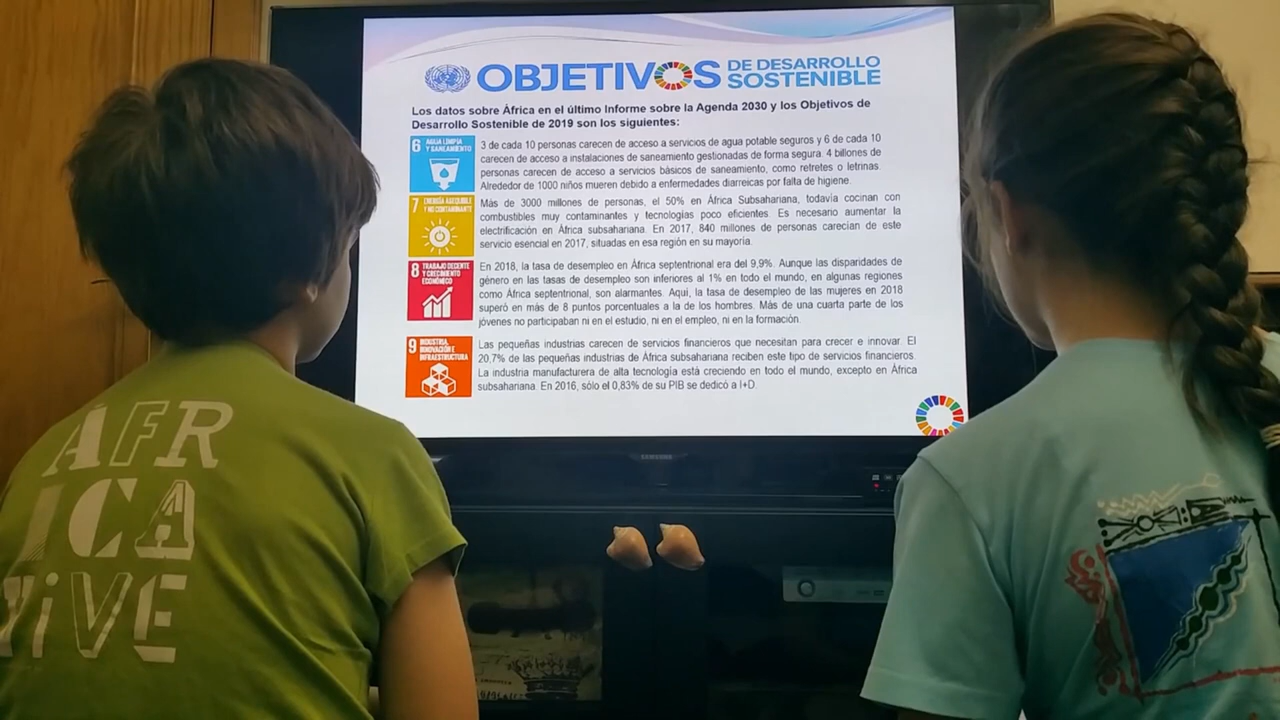 OBJETIVOS
DE DESARROLLO
SOSTENIBLE
Los datos sobre África en el último Informe sobre la Agenda 2030 y los Objetivos de
Desarrollo Sostenible de 2019 son los siguientes:
6 AGUA LIMPIA
Y SANEAMIENTO
3 de cada 10 personas carecen de acceso a servicios de agua potable seguros y 6 de cada 10
carecen de acceso a instalaciones de saneamiento gestionadas de forma segura. 4 billones de
personas carecen de acceso a servicios básicos de saneamiento, como retretes o letrinas.
Alrededor de 1000 niños mueren debido a enfermedades diarreicas por falta de higiene.
7 ENERGÍA ASEQUIBLE
Y NO CONTAMINANTE
Más de 3000 millones de personas, el 50% en África Subsahariana, todavía cocinan con
combustibles muy contaminantes y tecnologías poco eficientes. Es necesario aumentar la
electrificación en África subsahariana. En 2017, 840 millones de personas carecían de este
servicio esencial en 2017, situadas en esa región en su mayoría.
8 TRABAJO DECENTE
Y CRECIMIENTO
ECONÓMICO
En 2018, la tasa de desempleo en África septentrional era del 9,9%. Aunque las disparidades de
género en las tasas de desempleo son inferiores al 1% en todo el mundo, en algunas regiones
como África septentrional, son alarmantes. Aquí, la tasa de desempleo de las mujeres en 2018
superó en más de 8 puntos porcentuales a la de los hombres. Más de una cuarta parte de los
jóvenes no participaban ni en el estudio, ni en el empleo, ni en la formación.
9 INDUSTRIA,
INNOVACIÓN E
INFRAESTRUCTURA
Las pequeñas industrias carecen de servicios financieros que necesitan para crecer e innovar. El
20,7% de las pequeñas industrias de África subsahariana reciben este tipo de servicios financieros.
La industria manufacturera de alta tecnología está creciendo en todo el mundo, excepto en África
subsahariana. En 2016, sólo el 0,83% de su PIB se dedicó a I+D.
SAMSUNG
ÁFR
ICA
ViVE